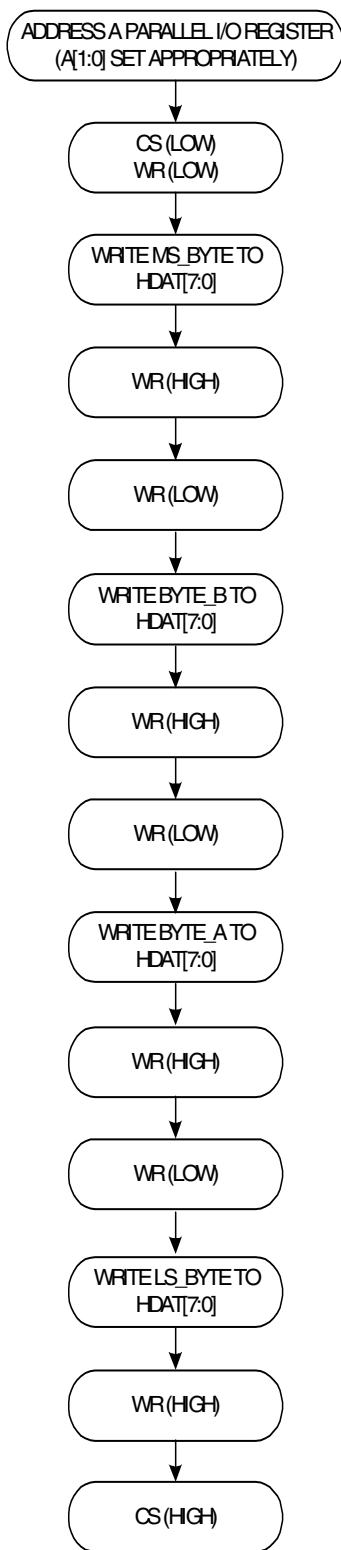 ADDRESS A PARALLEL I/O REGISTER
(A[1:0] SET APPROPRIATELY)
CS (LOW)
WR (LOW)
WRITE MS_BYTE TO
HDAT[7:0]
WR (HIGH)
WR (LOW)
WRITE BYTE_B TO
HDAT[7:0]
WR (HIGH)
WR (LOW)
WRITE BYTE_A TO
HDAT[7:0]
WR (HIGH)
WR (LOW)
WRITE LS_BYTE TO
HDAT[7:0]
WR (HIGH)
CS (HIGH)